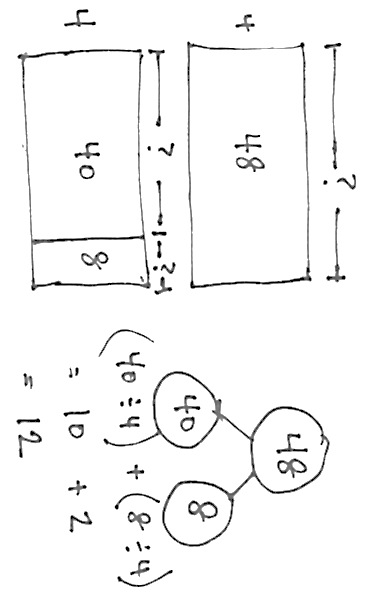 ?
4 48
? ?
4 40 8
48
40 8
(40 ÷ 4) + (8 ÷ 4)
= 10 + 2
= 12